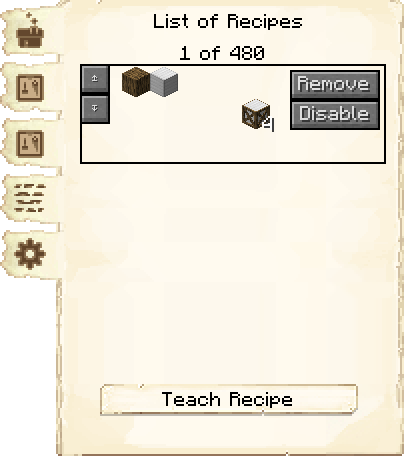 List of Recipes
1 of 480
Remove
Disable
Teach Recipe